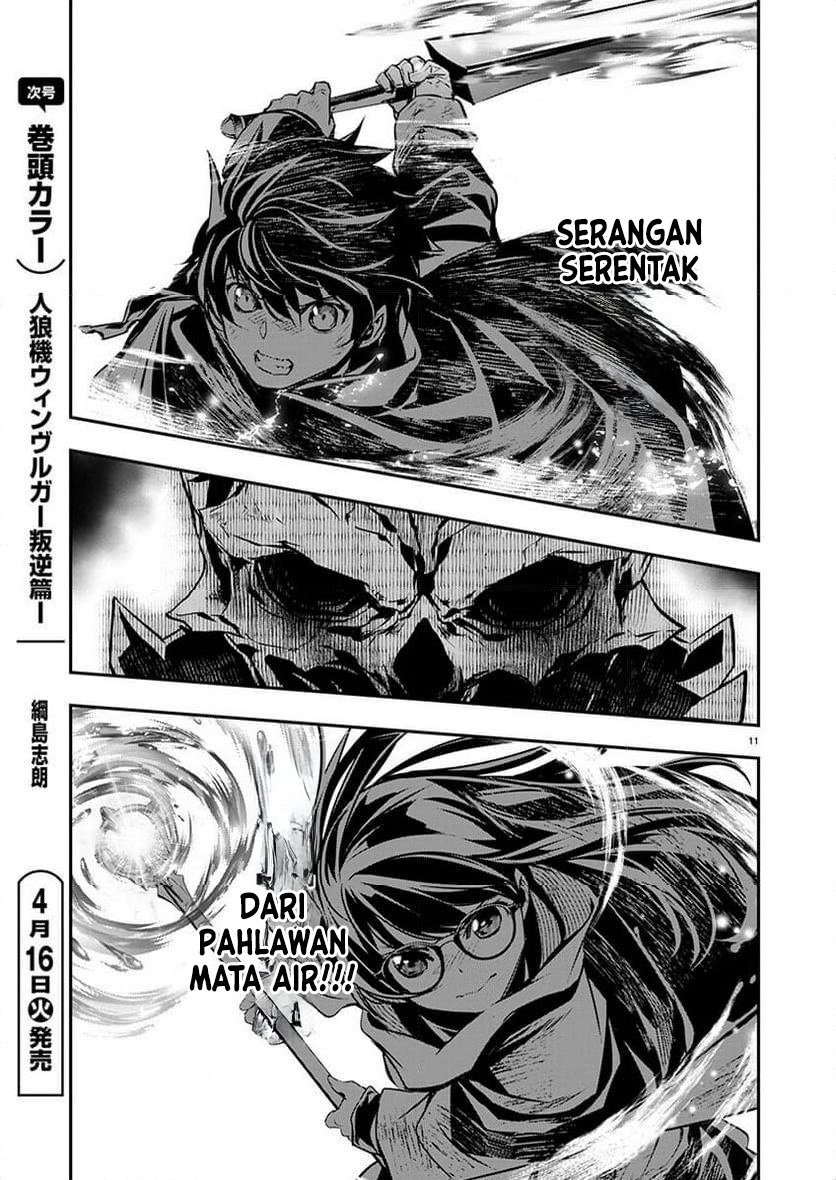 SERANGAN
SERENTAK
11
DARI
PAHLAWAN
MATA AIR!!!
次号
巻頭カラー
人狼機ウィンヴルガー叛逆篇ー
綱島志朗
4月16日㊋発売